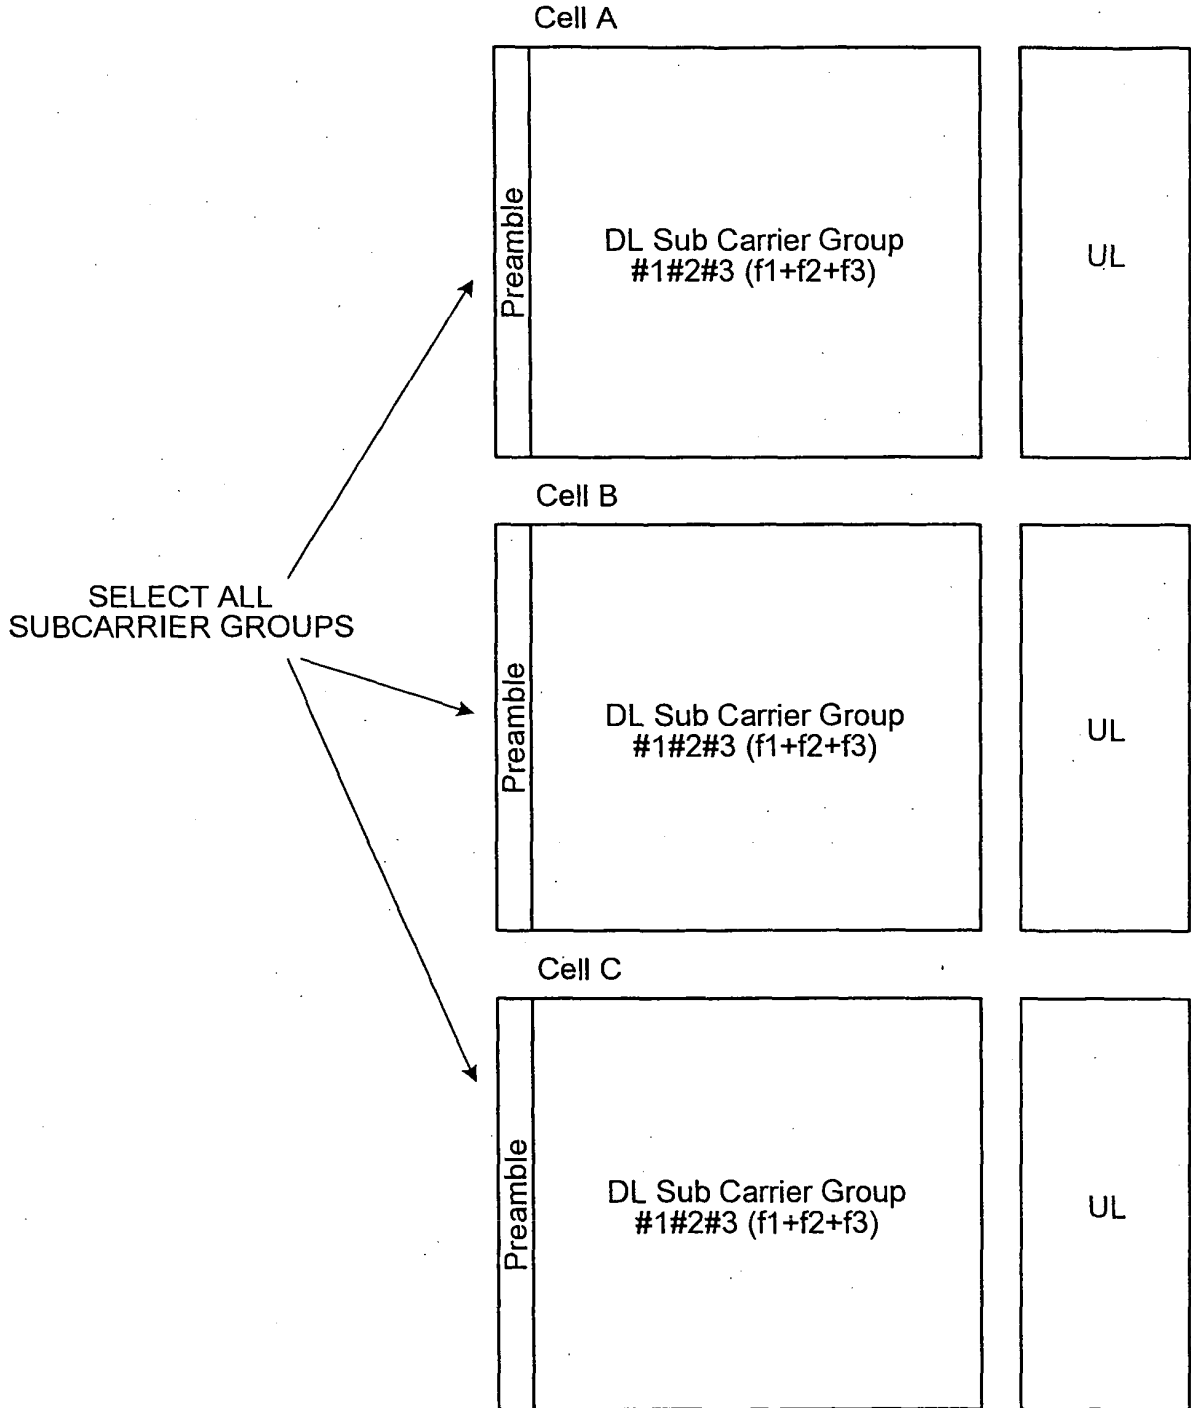 Cell A
Preamble
DL Sub Carrier Group
#1#2#3 (f1+f2+f3)
UL
SELECT ALL
SUBCARRIER GROUPS
Cell B
Preamble
DL Sub Carrier Group
#1#2#3 (f1+f2+f3)
UL
Cell C
Preamble
DL Sub Carrier Group
#1#2#3 (f1+f2+f3)
UL